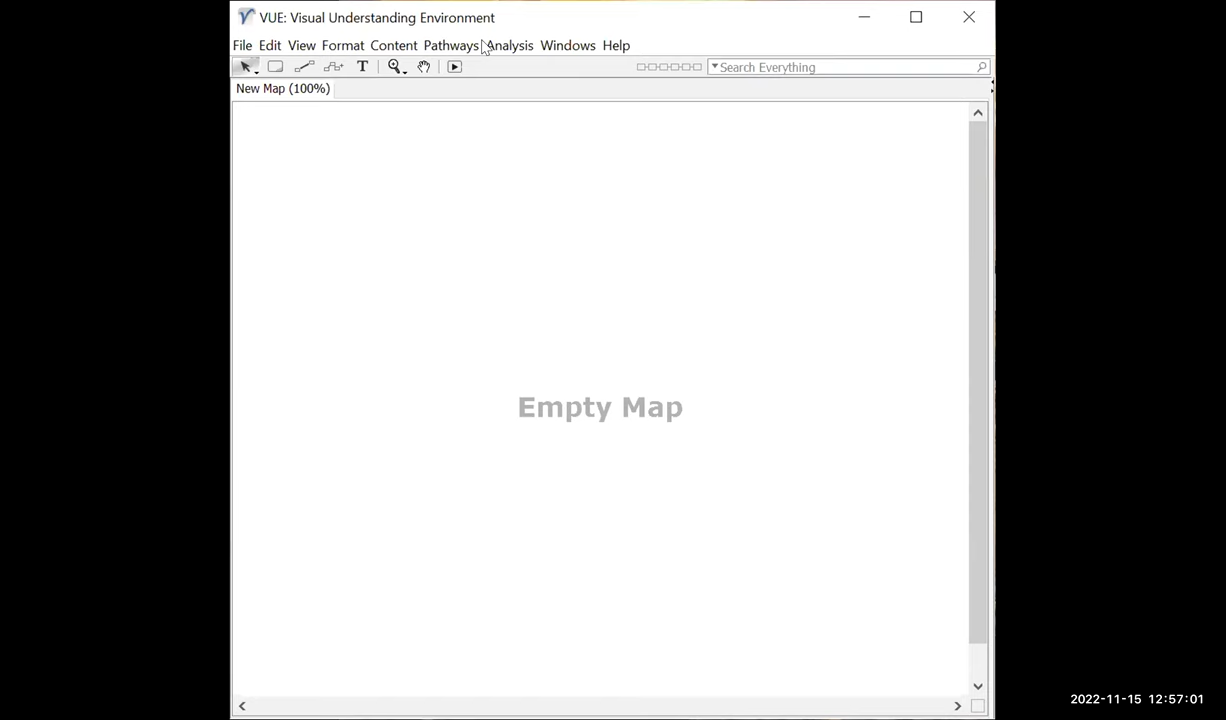 VUE: Visual Understanding Environment
File Edit View Format Content Pathways Analysis Windows Help
T Search Everything
New Map (100%)
Empty Map
2022-11-15 12:57:01